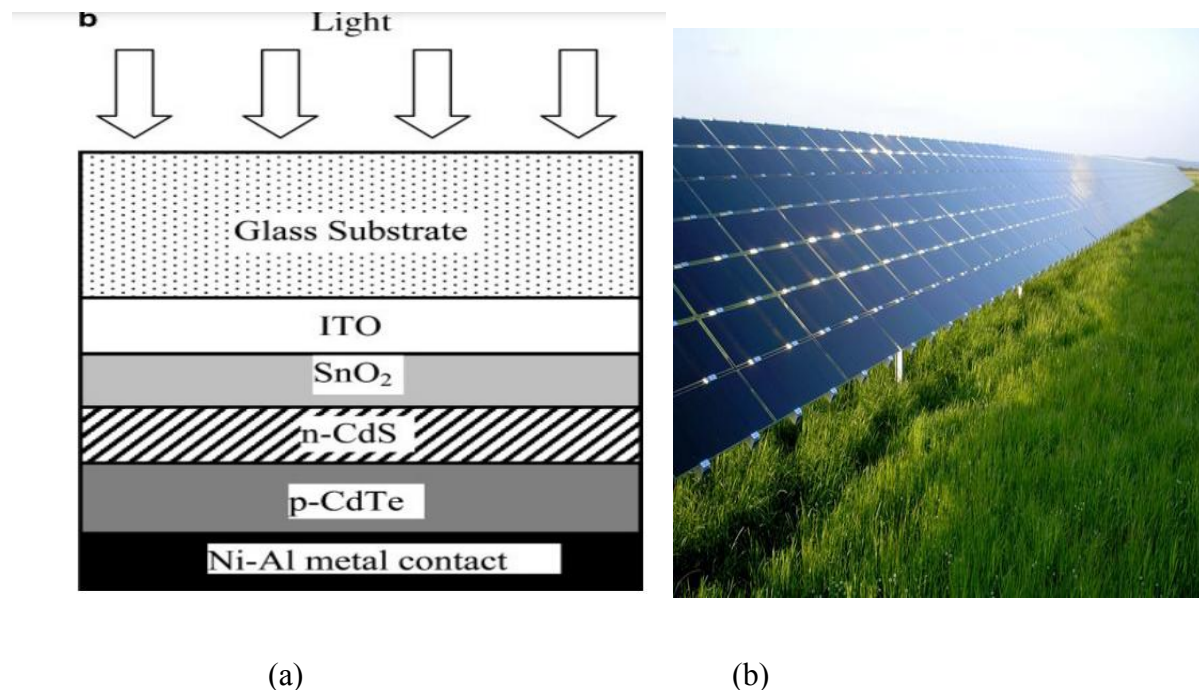 b
Light
Glass Substrate
ITO
SnO₂
n-CdS
p-CdTe
Ni-Al metal contact
(a)
(b)